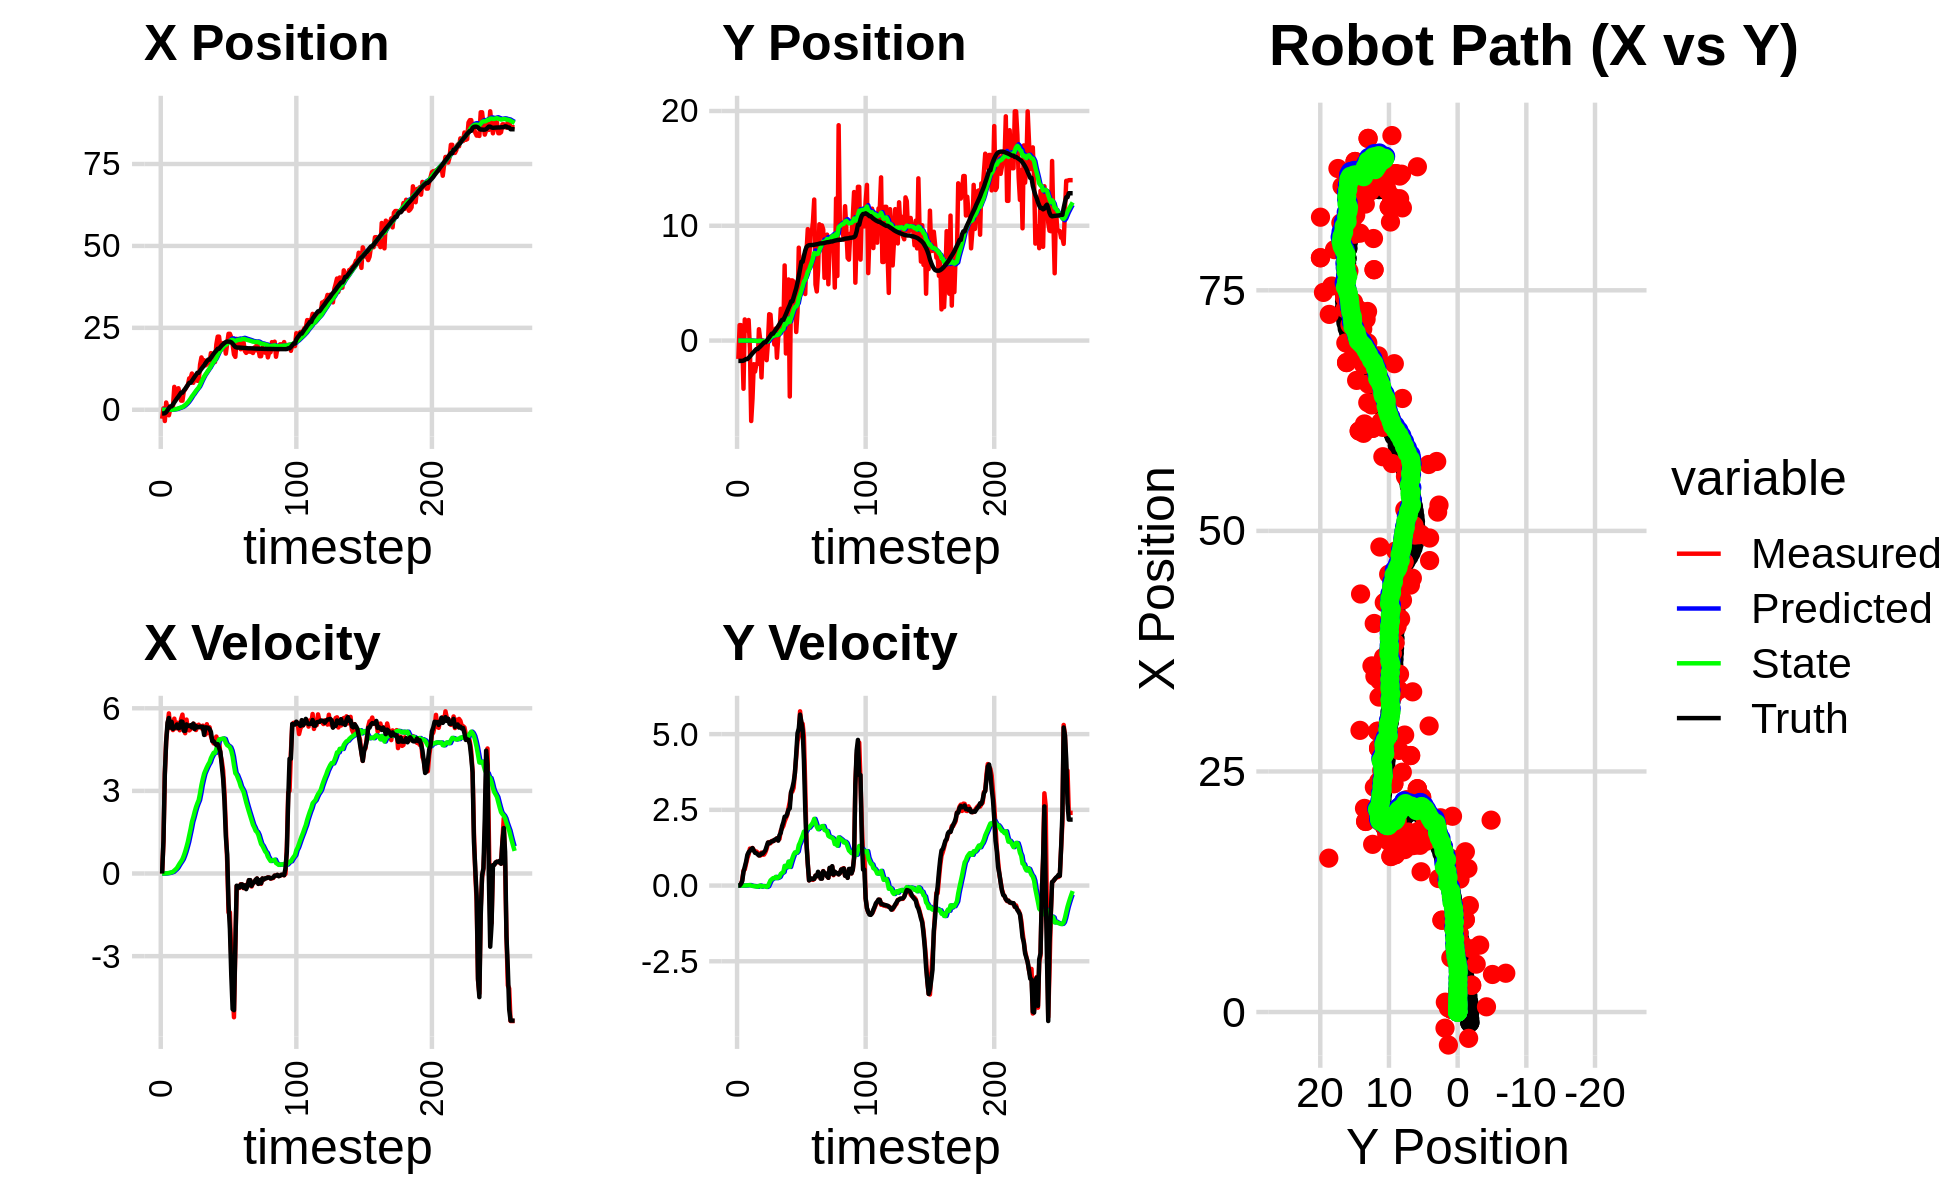 X Position
75
50
25
0
0
100
200
timestep
Y Position
20
10
0
0
100
200
timestep
X Velocity
6
3
0
-3
0
100
200
timestep
Y Velocity
5.0
2.5
0.0
-2.5
0
100
200
timestep
Robot Path (X vs Y)
X Position
75
50
25
0
20 10 0 -10 -20
Y Position
variable
Measured
Predicted
State
Truth